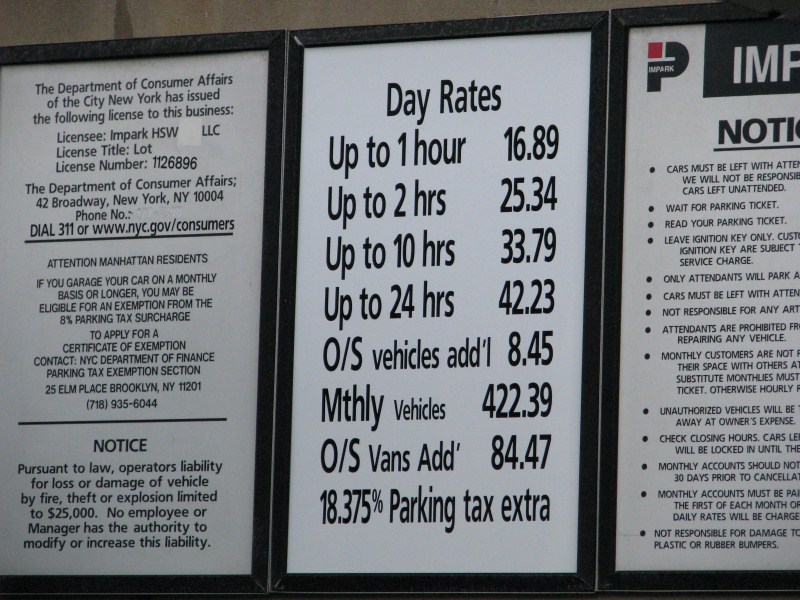 The Department of Consumer Affairs
of the City New York has issued
the following license to this business:
Licensee: Impark HSW LLC
License Title: Lot
License Number: 1126896
The Department of Consumer Affairs;
42 Broadway, New York, NY 10004
Phone No.:
DIAL 311 or www.nyc.gov/consumers
ATTENTION MANHATTAN RESIDENTS
IF YOU GARAGE YOUR CAR ON A MONTHLY
BASIS OR LONGER, YOU MAY BE
ELIGIBLE FOR AN EXEMPTION FROM THE
8% PARKING TAX SURCHARGE
TO APPLY FOR A
CERTIFICATE OF EXEMPTION
CONTACT: NYC DEPARTMENT OF FINANCE
PARKING TAX EXEMPTION SECTION
25 ELM PLACE BROOKLYN, NY 11201
(718) 935-6044
NOTICE
Pursuant to law, operators liability
for loss or damage of vehicle
by fire, theft or explosion limited
to $25,000. No employee or
Manager has the authority to
modify or increase this liability.
Day Rates
Up to 1 hour 16.89
Up to 2 hrs 25.34
Up to 10 hrs 33.79
Up to 24 hrs 42.23
O/S vehicles add'l 8.45
Mthly Vehicles 422.39
O/S Vans Add' 84.47
18.375% Parking tax extra
IMPARK
IMP
NOTIC
• CARS MUST BE LEFT WITH ATTEN
WE WILL NOT BE RESPONSIB
CARS LEFT UNATTENDED.
• WAIT FOR PARKING TICKET.
• READ YOUR PARKING TICKET.
• LEAVE IGNITION KEY ONLY. CUSTO
IGNITION KEY ARE SUBJECT T
SERVICE CHARGE.
• ONLY ATTENDANTS WILL PARK A
• CARS MUST BE LEFT WITH ATTEN
• NOT RESPONSIBLE FOR ANY ART
• ATTENDANTS ARE PROHIBITED FRO
REPAIRING ANY VEHICLE.
• MONTHLY CUSTOMERS ARE NOT P
THEIR SPACE WITH OTHERS AT
SUBSTITUTE MONTHLIES MUST
TICKET. OTHERWISE HOURLY R
• UNAUTHORIZED VEHICLES WILL BE
AWAY AT OWNER'S EXPENSE.
• CHECK CLOSING HOURS. CARS LEF
WILL BE LOCKED IN UNTIL THE
• MONTHLY ACCOUNTS SHOULD NOT
30 DAYS PRIOR TO CANCELLAT
• MONTHLY ACCOUNTS MUST BE PAI
THE FIRST OF EACH MONTH OR
DAILY RATES WILL BE CHARGE
• NOT RESPONSIBLE FOR DAMAGE TO
PLASTIC OR RUBBER BUMPERS.